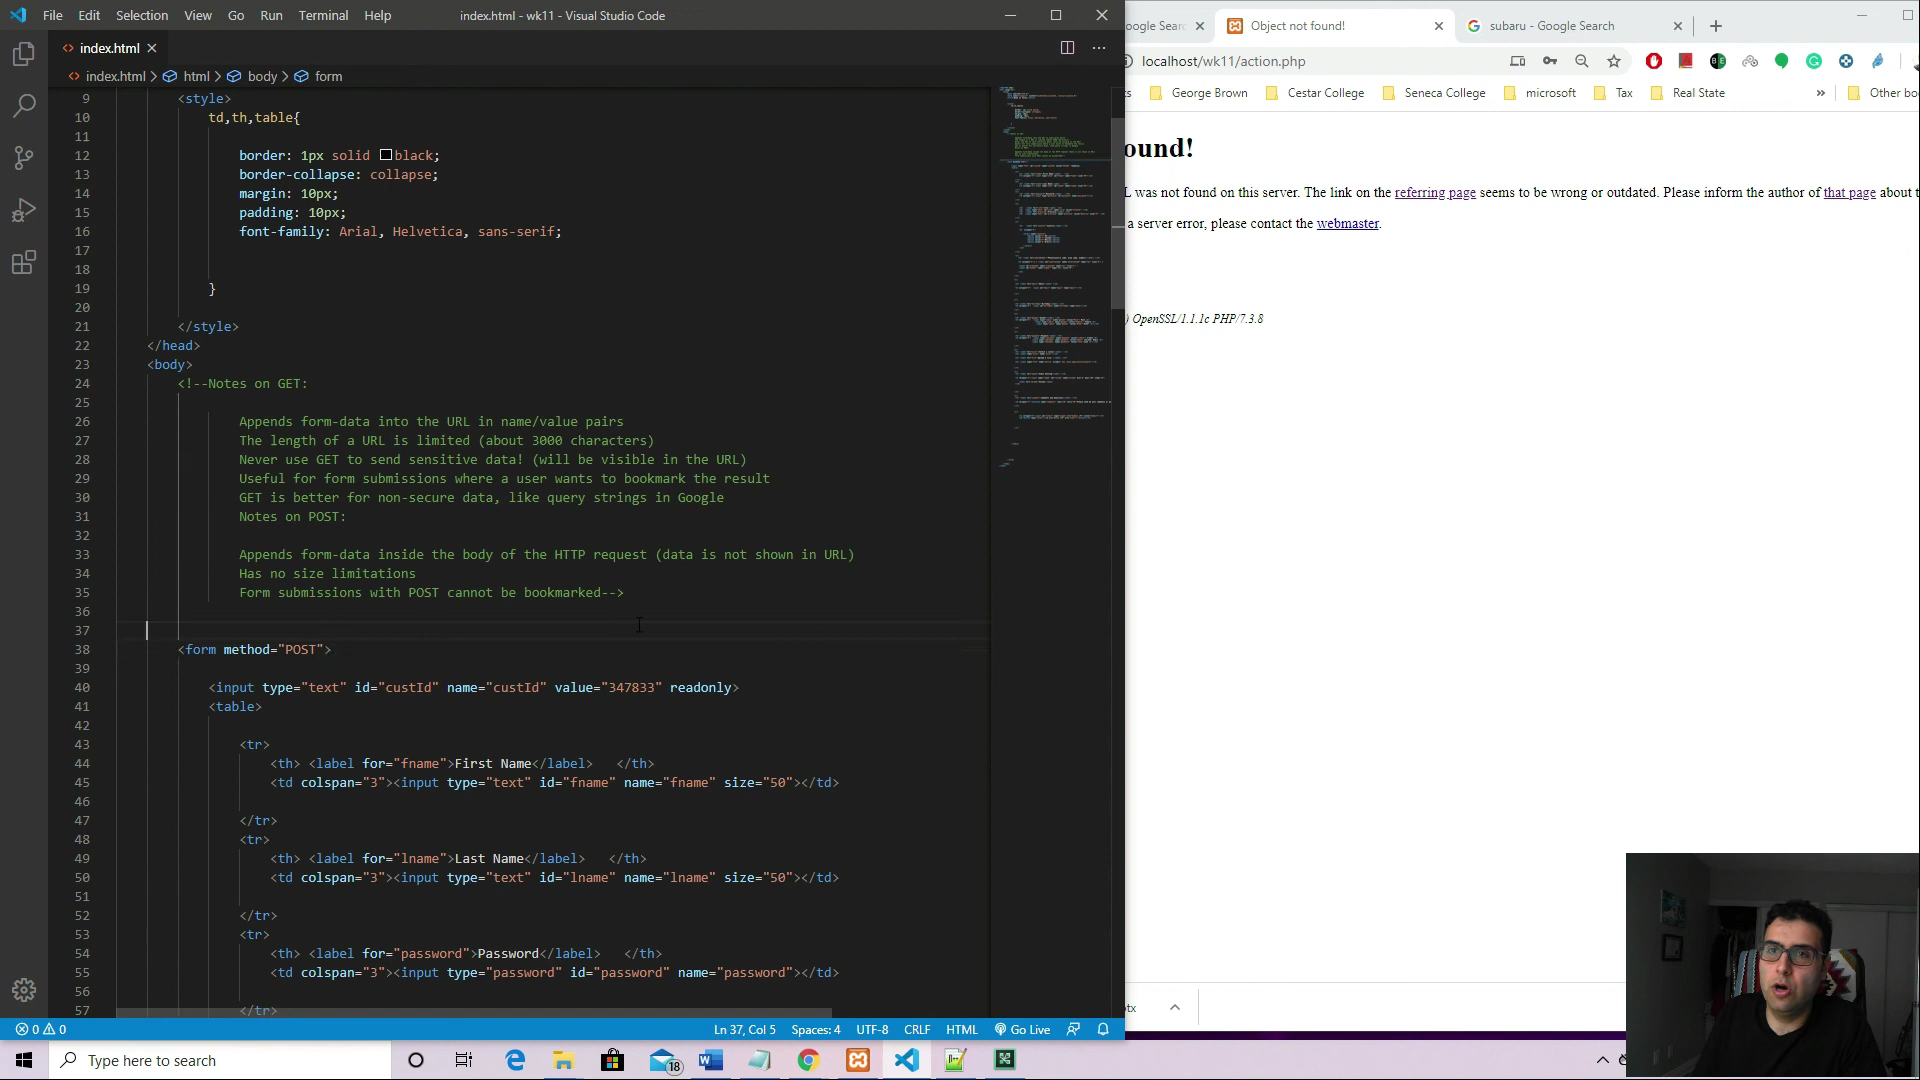 File Edit Selection View Go Run Terminal Help index.html - wk11 - Visual Studio Code
index.html
index.html > html > body > form
9 <style>
10 td,th,table{
11
12 border: 1px solid black;
13 border-collapse: collapse;
14 margin: 10px;
15 padding: 10px;
16 font-family: Arial, Helvetica, sans-serif;
17
18
19 }
20
21 </style>
22 </head>
23 <body>
24 <!--Notes on GET:
25
26 Appends form-data into the URL in name/value pairs
27 The length of a URL is limited (about 3000 characters)
28 Never use GET to send sensitive data! (will be visible in the URL)
29 Useful for form submissions where a user wants to bookmark the result
30 GET is better for non-secure data, like query strings in Google
31 Notes on POST:
32
33 Appends form-data inside the body of the HTTP request (data is not shown in URL)
34 Has no size limitations
35 Form submissions with POST cannot be bookmarked-->
36
37
38 <form method="POST">
39
40 <input type="text" id="custId" name="custId" value="347833" readonly>
41 <table>
42
43 <tr>
44 <th> <label for="fname">First Name</label> </th>
45 <td colspan="3"><input type="text" id="fname" name="fname" size="50"></td>
46
47 </tr>
48 <tr>
49 <th> <label for="lname">Last Name</label> </th>
50 <td colspan="3"><input type="text" id="lname" name="lname" size="50"></td>
51
52 </tr>
53 <tr>
54 <th> <label for="password">Password</label> </th>
55 <td colspan="3"><input type="password" id="password" name="password"></td>
56
57 </tr>
0 0 Ln 37, Col 5 Spaces: 4 UTF-8 CRLF HTML Go Live
oogle Searc Object not found! subaru - Google Search
localhost/wk11/action.php
ks George Brown Cestar College Seneca College microsoft Tax Real State » Other bo
ound!
L was not found on this server. The link on the referring page seems to be wrong or outdated. Please inform the author of that page about t
a server error, please contact the webmaster.
) OpenSSL/1.1.1c PHP/7.3.8
ptx
Type here to search 18